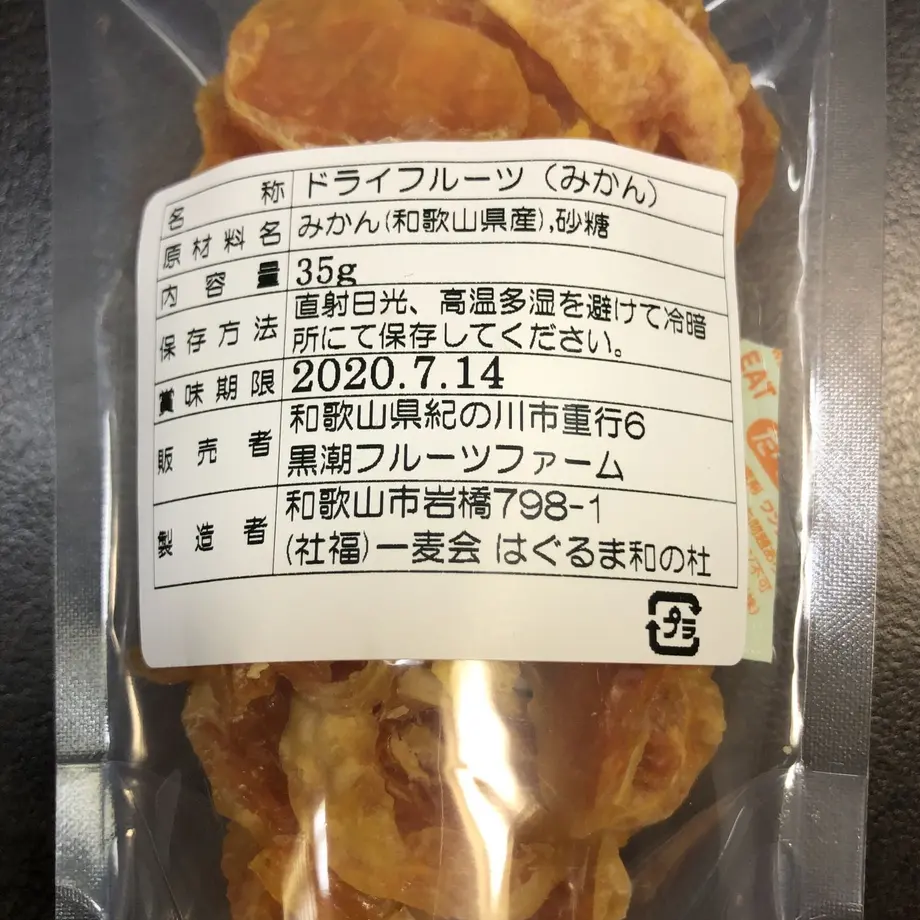 名称 ドライフルーツ（みかん）
原材料名 みかん(和歌山県産),砂糖
内容量 35g
保存方法 直射日光、高温多湿を避けて冷暗
所にて保存してください。
賞味期限 2020.7.14
販売者 和歌山県紀の川市重行6
黒潮フルーツファーム
製造者 和歌山市岩橋798-1
(社福)一麦会 はぐるま和の杜
プラ
EAT